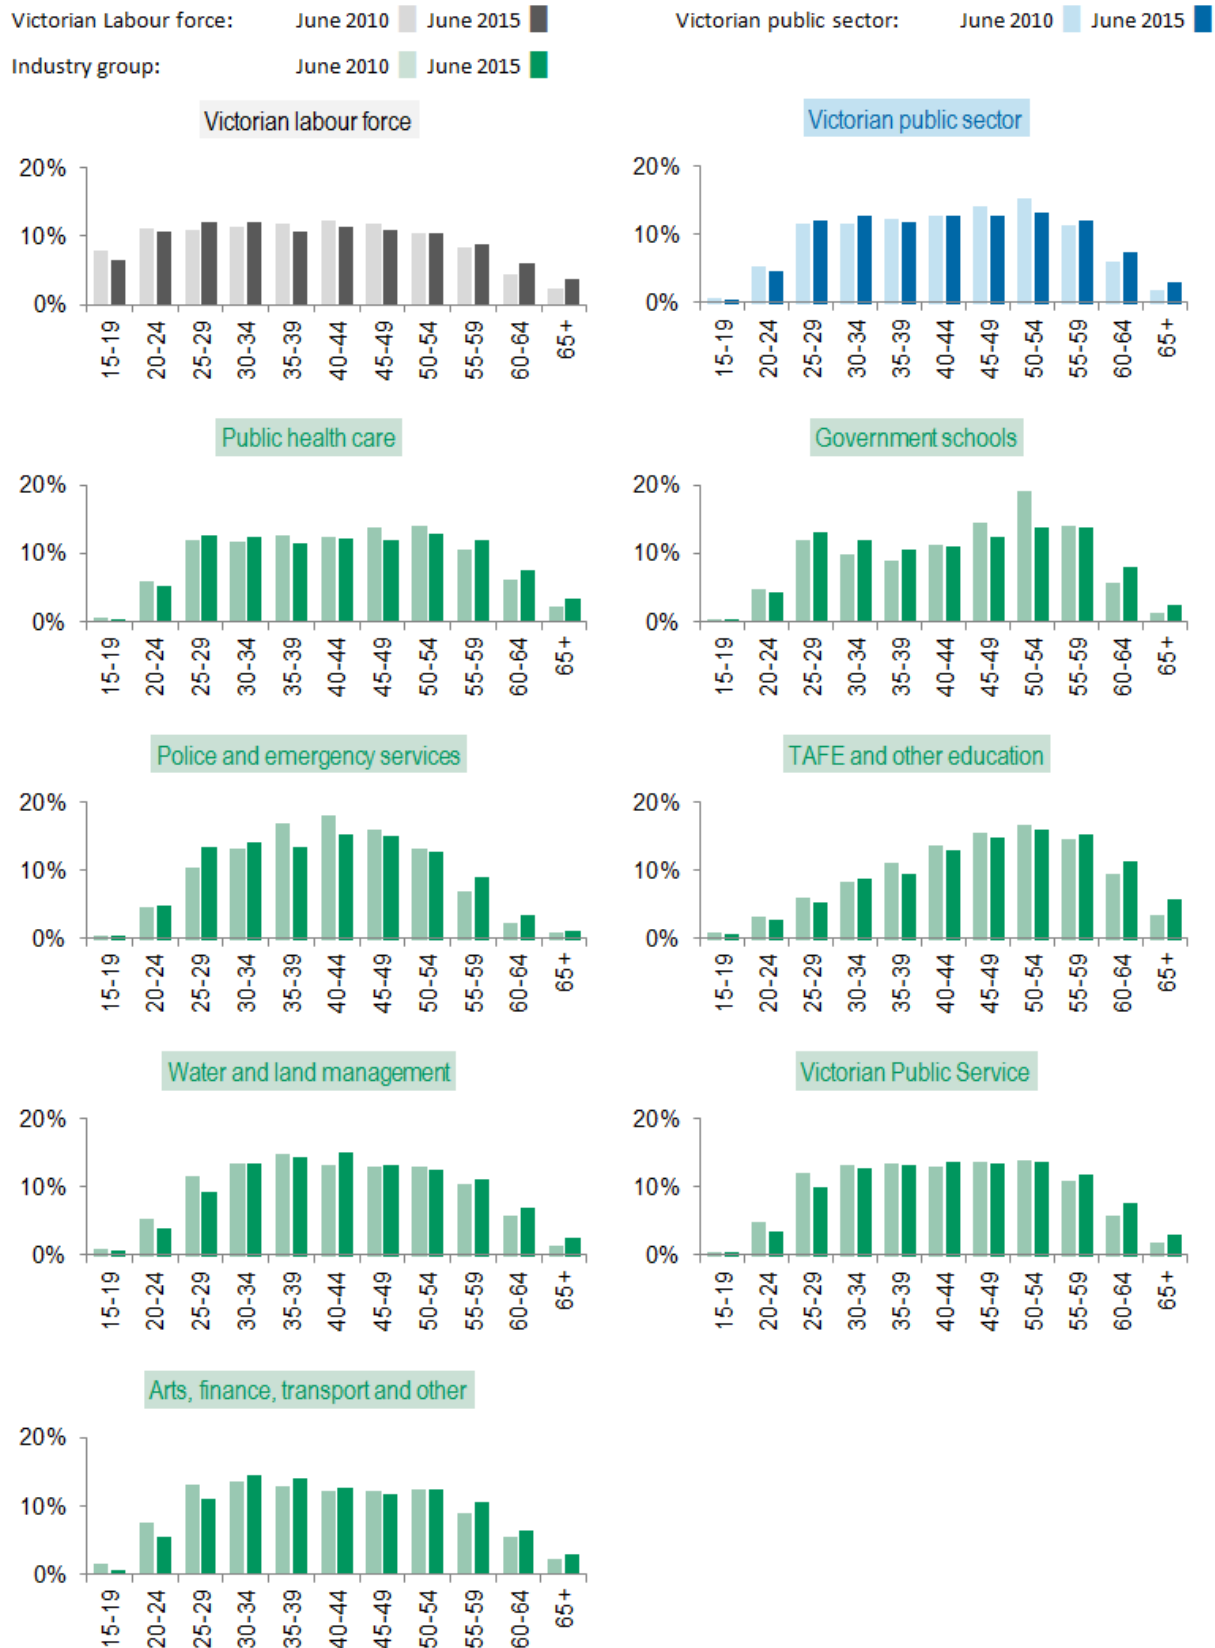 Victorian Labour force: June 2010 June 2015
Victorian public sector: June 2010 June 2015
Industry group: June 2010 June 2015
Victorian labour force
20%
10%
0%
15-19 20-24 25-29 30-34 35-39 40-44 45-49 50-54 55-59 60-64 65+
Victorian public sector
20%
10%
0%
15-19 20-24 25-29 30-34 35-39 40-44 45-49 50-54 55-59 60-64 65+
Public health care
20%
10%
0%
15-19 20-24 25-29 30-34 35-39 40-44 45-49 50-54 55-59 60-64 65+
Government schools
20%
10%
0%
15-19 20-24 25-29 30-34 35-39 40-44 45-49 50-54 55-59 60-64 65+
Police and emergency services
20%
10%
0%
15-19 20-24 25-29 30-34 35-39 40-44 45-49 50-54 55-59 60-64 65+
TAFE and other education
20%
10%
0%
15-19 20-24 25-29 30-34 35-39 40-44 45-49 50-54 55-59 60-64 65+
Water and land management
20%
10%
0%
15-19 20-24 25-29 30-34 35-39 40-44 45-49 50-54 55-59 60-64 65+
Victorian Public Service
20%
10%
0%
15-19 20-24 25-29 30-34 35-39 40-44 45-49 50-54 55-59 60-64 65+
Arts, finance, transport and other
20%
10%
0%
15-19 20-24 25-29 30-34 35-39 40-44 45-49 50-54 55-59 60-64 65+